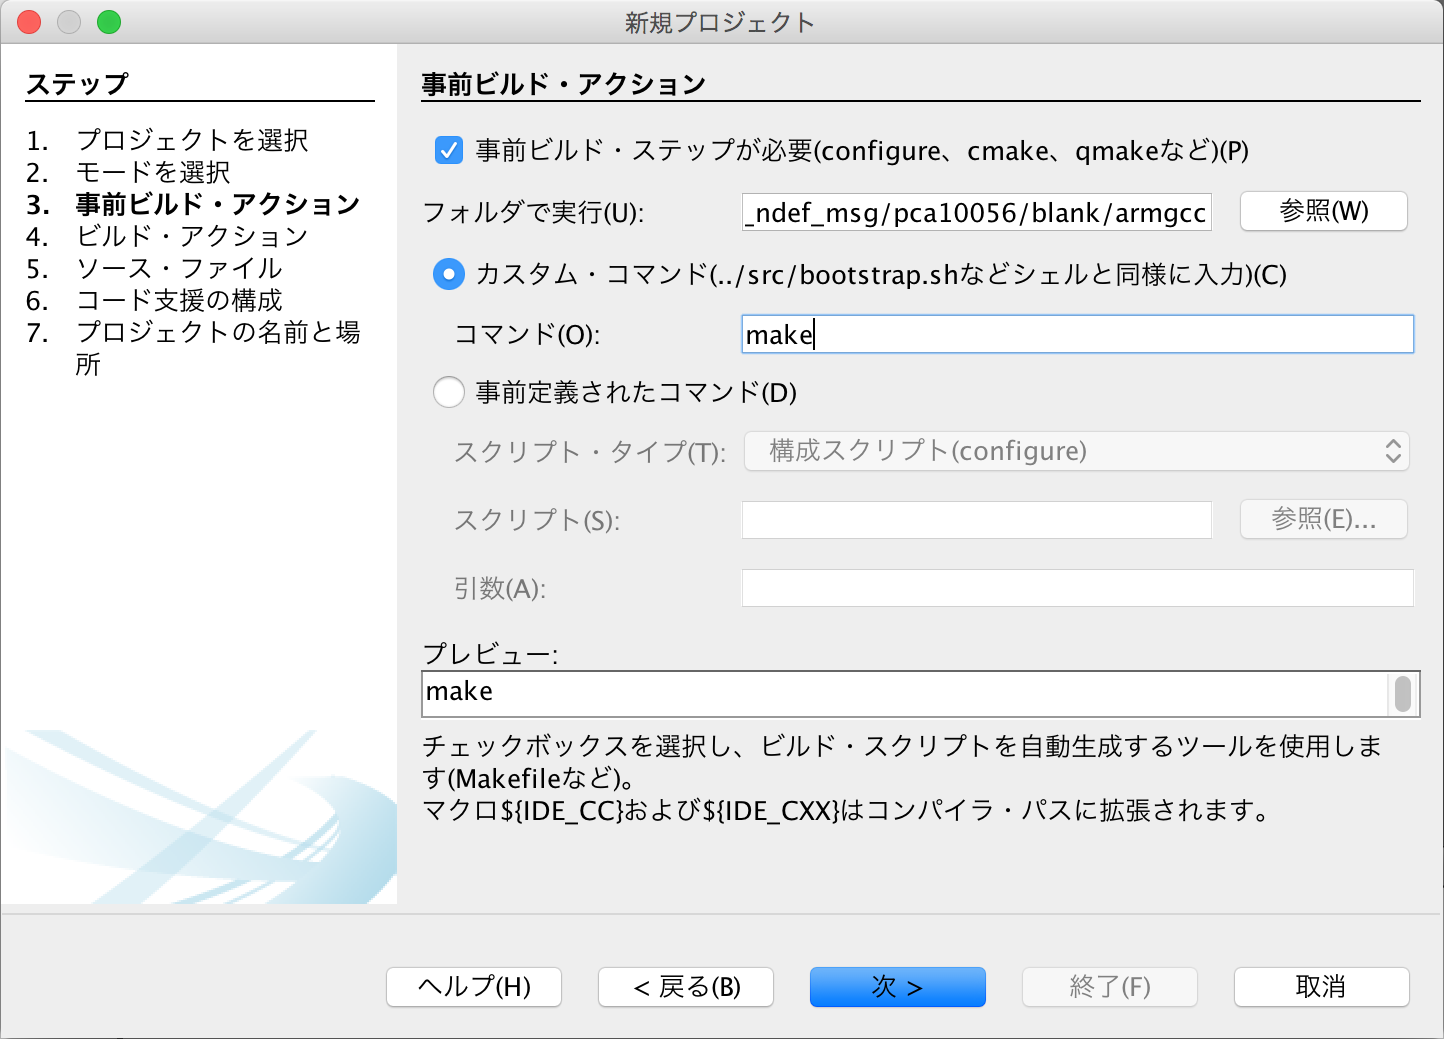 新規プロジェクト
ステップ
1. プロジェクトを選択
2. モードを選択
3. 事前ビルド・アクション
4. ビルド・アクション
5. ソース・ファイル
6. コード支援の構成
7. プロジェクトの名前と場
所
事前ビルド・アクション
事前ビルド・ステップが必要(configure、cmake、qmakeなど)(P)
フォルダで実行(U): _ndef_msg/pca10056/blank/armgcc 参照(W)
カスタム・コマンド(../src/bootstrap.shなどシェルと同様に入力)(C)
コマンド(O): make
事前定義されたコマンド(D)
スクリプト・タイプ(T): 構成スクリプト(configure)
スクリプト(S): 参照(E)...
引数(A):
プレビュー:
make
チェックボックスを選択し、ビルド・スクリプトを自動生成するツールを使用しま
す(Makefileなど)。
マクロ${IDE_CC}および${IDE_CXX}はコンパイラ・パスに拡張されます。
ヘルプ(H) < 戻る(B) 次 > 終了(F) 取消